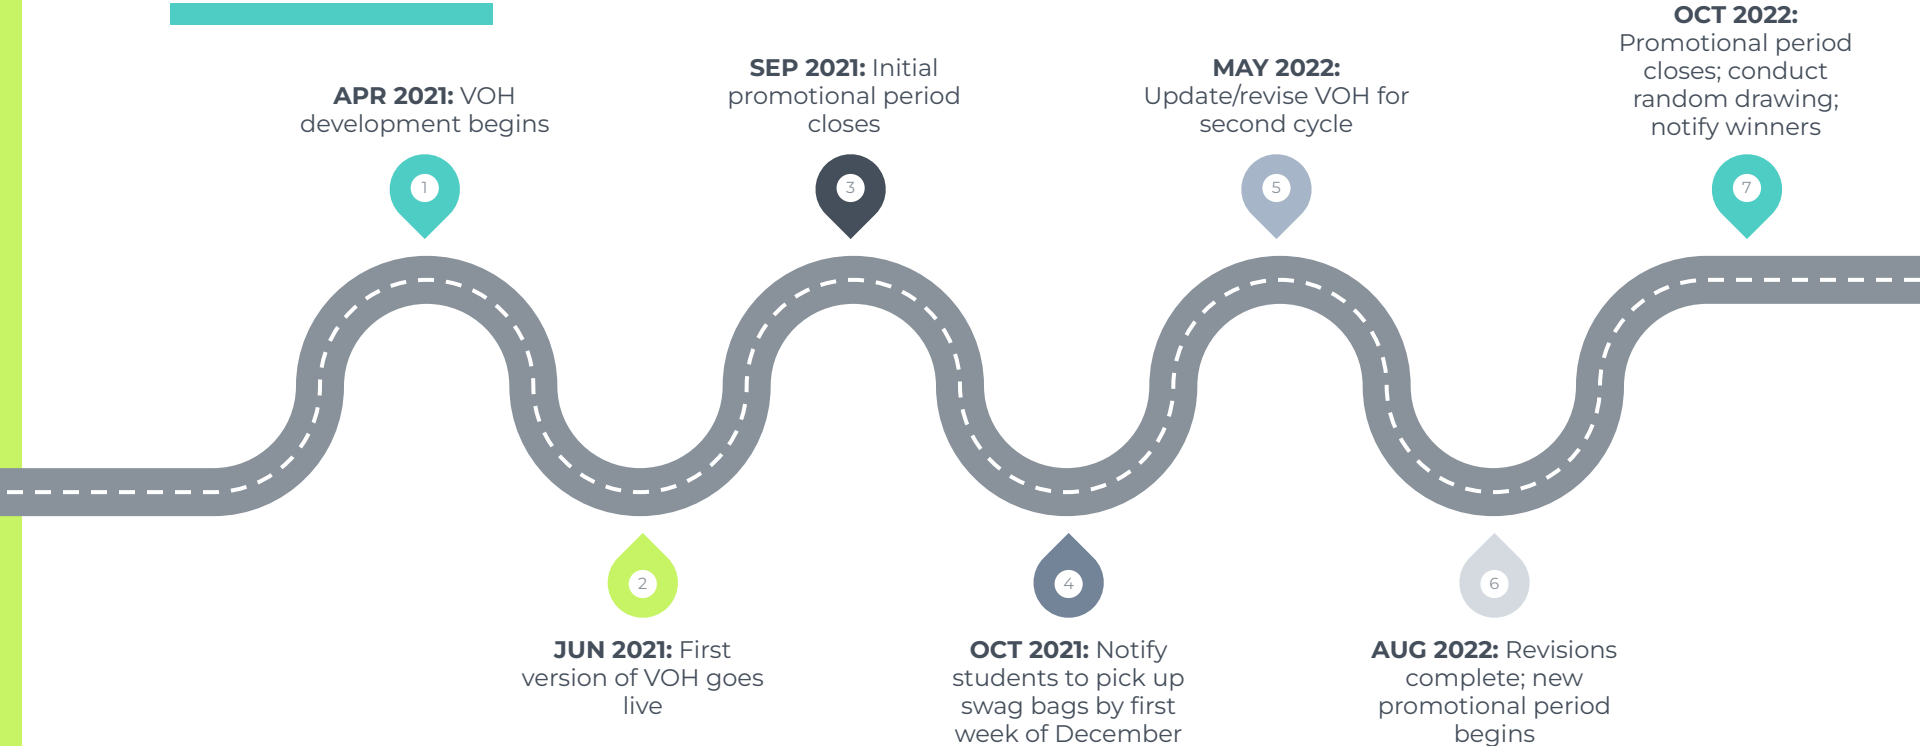 APR 2021: VOH
development begins
1
JUN 2021: First
version of VOH goes
live
2
SEP 2021: Initial
promotional period
closes
3
OCT 2021: Notify
students to pick up
swag bags by first
week of December
4
MAY 2022:
Update/revise VOH for
second cycle
5
AUG 2022: Revisions
complete; new
promotional period
begins
6
OCT 2022:
Promotional period
closes; conduct
random drawing;
notify winners
7